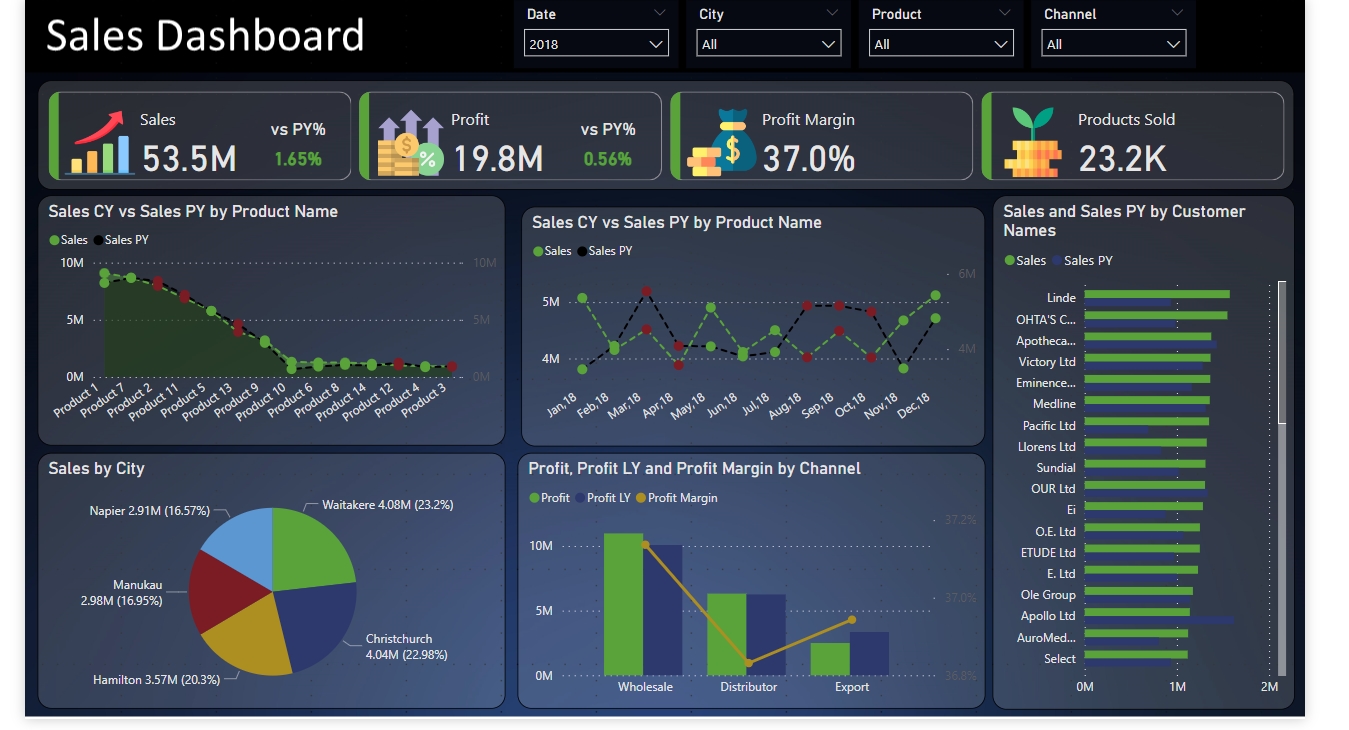 Sales Dashboard
Date
2018
City
All
Product
All
Channel
All
Sales
53.5M
vs PY%
1.65%
$
%
Profit
19.8M
vs PY%
0.56%
$
Profit Margin
37.0%
Products Sold
23.2K
Sales CY vs Sales PY by Product Name
Sales Sales PY
10M
5M
0M
10M
5M
0M
Product 1
Product 7
Product 2
Product 11
Product 5
Product 13
Product 9
Product 10
Product 6
Product 8
Product 14
Product 12
Product 4
Product 3
Sales CY vs Sales PY by Product Name
Sales Sales PY
5M
4M
6M
4M
Jan,18
Feb,18
Mar,18
Apr,18
May,18
Jun,18
Jul,18
Aug,18
Sep,18
Oct,18
Nov,18
Dec,18
Sales and Sales PY by Customer
Names
Sales Sales PY
Linde
OHTA'S C...
Apotheca...
Victory Ltd
Eminence...
Medline
Pacific Ltd
Llorens Ltd
Sundial
OUR Ltd
Ei
O.E. Ltd
ETUDE Ltd
E. Ltd
Ole Group
Apollo Ltd
AuroMed...
Select
0M 1M 2M
Sales by City
Napier 2.91M (16.57%)
Waitakere 4.08M (23.2%)
Manukau
2.98M (16.95%)
Christchurch
4.04M (22.98%)
Hamilton 3.57M (20.3%)
Profit, Profit LY and Profit Margin by Channel
Profit Profit LY Profit Margin
10M
5M
0M
37.2%
37.0%
36.8%
Wholesale Distributor Export